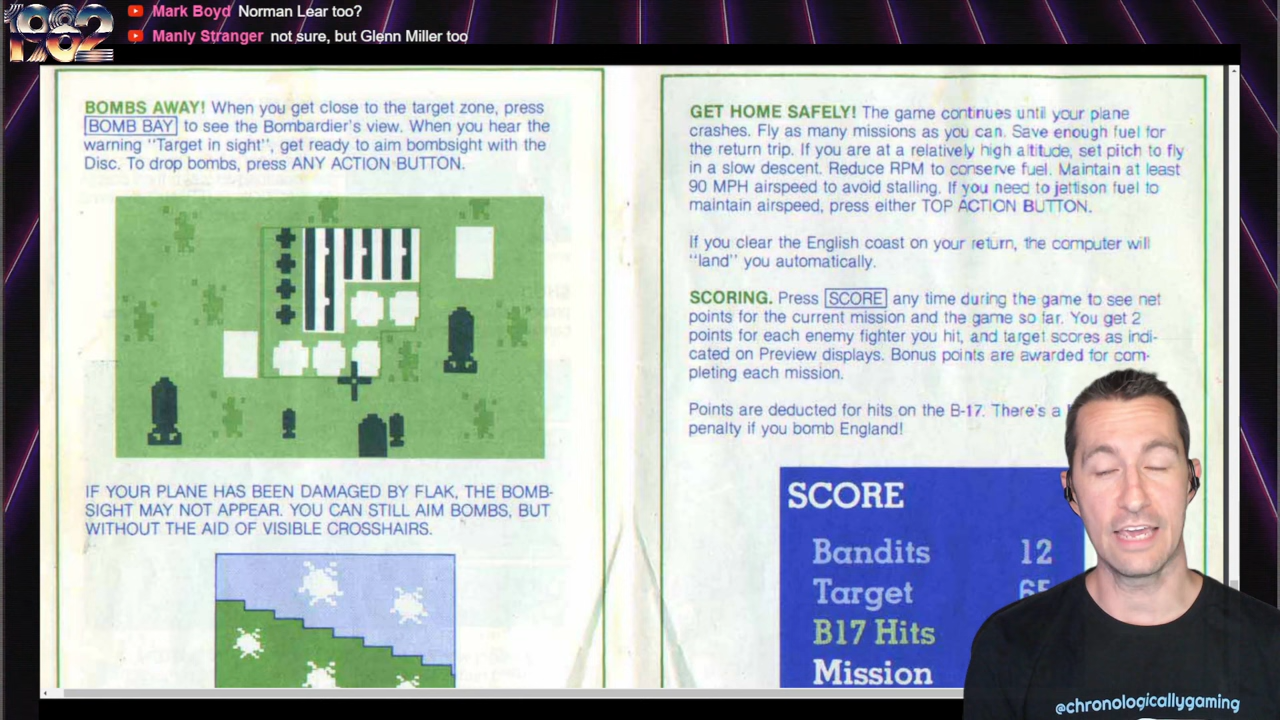 1982
Mark Boyd Norman Lear too?
Manly Stranger not sure, but Glenn Miller too
BOMBS AWAY! When you get close to the target zone, press
BOMB BAY to see the Bombardier's view. When you hear the
warning "Target in sight", get ready to aim bombsight with the
Disc. To drop bombs, press ANY ACTION BUTTON.
IF YOUR PLANE HAS BEEN DAMAGED BY FLAK, THE BOMB-
SIGHT MAY NOT APPEAR. YOU CAN STILL AIM BOMBS, BUT
WITHOUT THE AID OF VISIBLE CROSSHAIRS.
GET HOME SAFELY! The game continues until your plane
crashes. Fly as many missions as you can. Save enough fuel for
the return trip. If you are at a relatively high altitude, set pitch to fly
in a slow descent. Reduce RPM to conserve fuel. Maintain at least
90 MPH airspeed to avoid stalling. If you need to jettison fuel to
maintain airspeed, press either TOP ACTION BUTTON.
If you clear the English coast on your return, the computer will
"land" you automatically.
SCORING. Press SCORE any time during the game to see net
points for the current mission and the game so far. You get 2
points for each enemy fighter you hit, and target scores as indi-
cated on Preview displays. Bonus points are awarded for com-
pleting each mission.
Points are deducted for hits on the B-17. There's a
penalty if you bomb England!
SCORE
Bandits 12
Target 65
B17 Hits
Mission
@chronologicallygaming